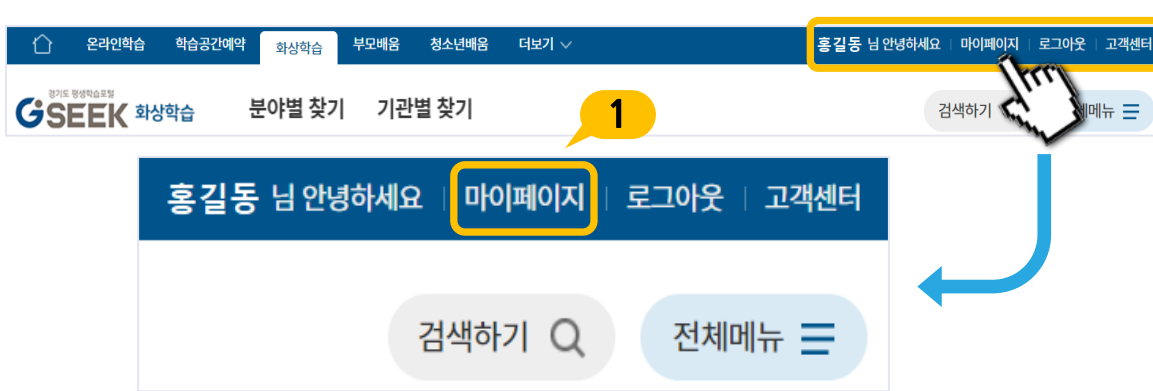 온라인학습 학습공간예약 화상학습 부모배움 청소년배움 더보기 홍길동 님 안녕하세요 마이페이지 로그아웃 고객센터
경기도 평생학습포털
GSEEK 화상학습 분야별 찾기 기관별 찾기 1 검색하기 메뉴
홍길동 님 안녕하세요 마이페이지 로그아웃 고객센터
검색하기 전체메뉴